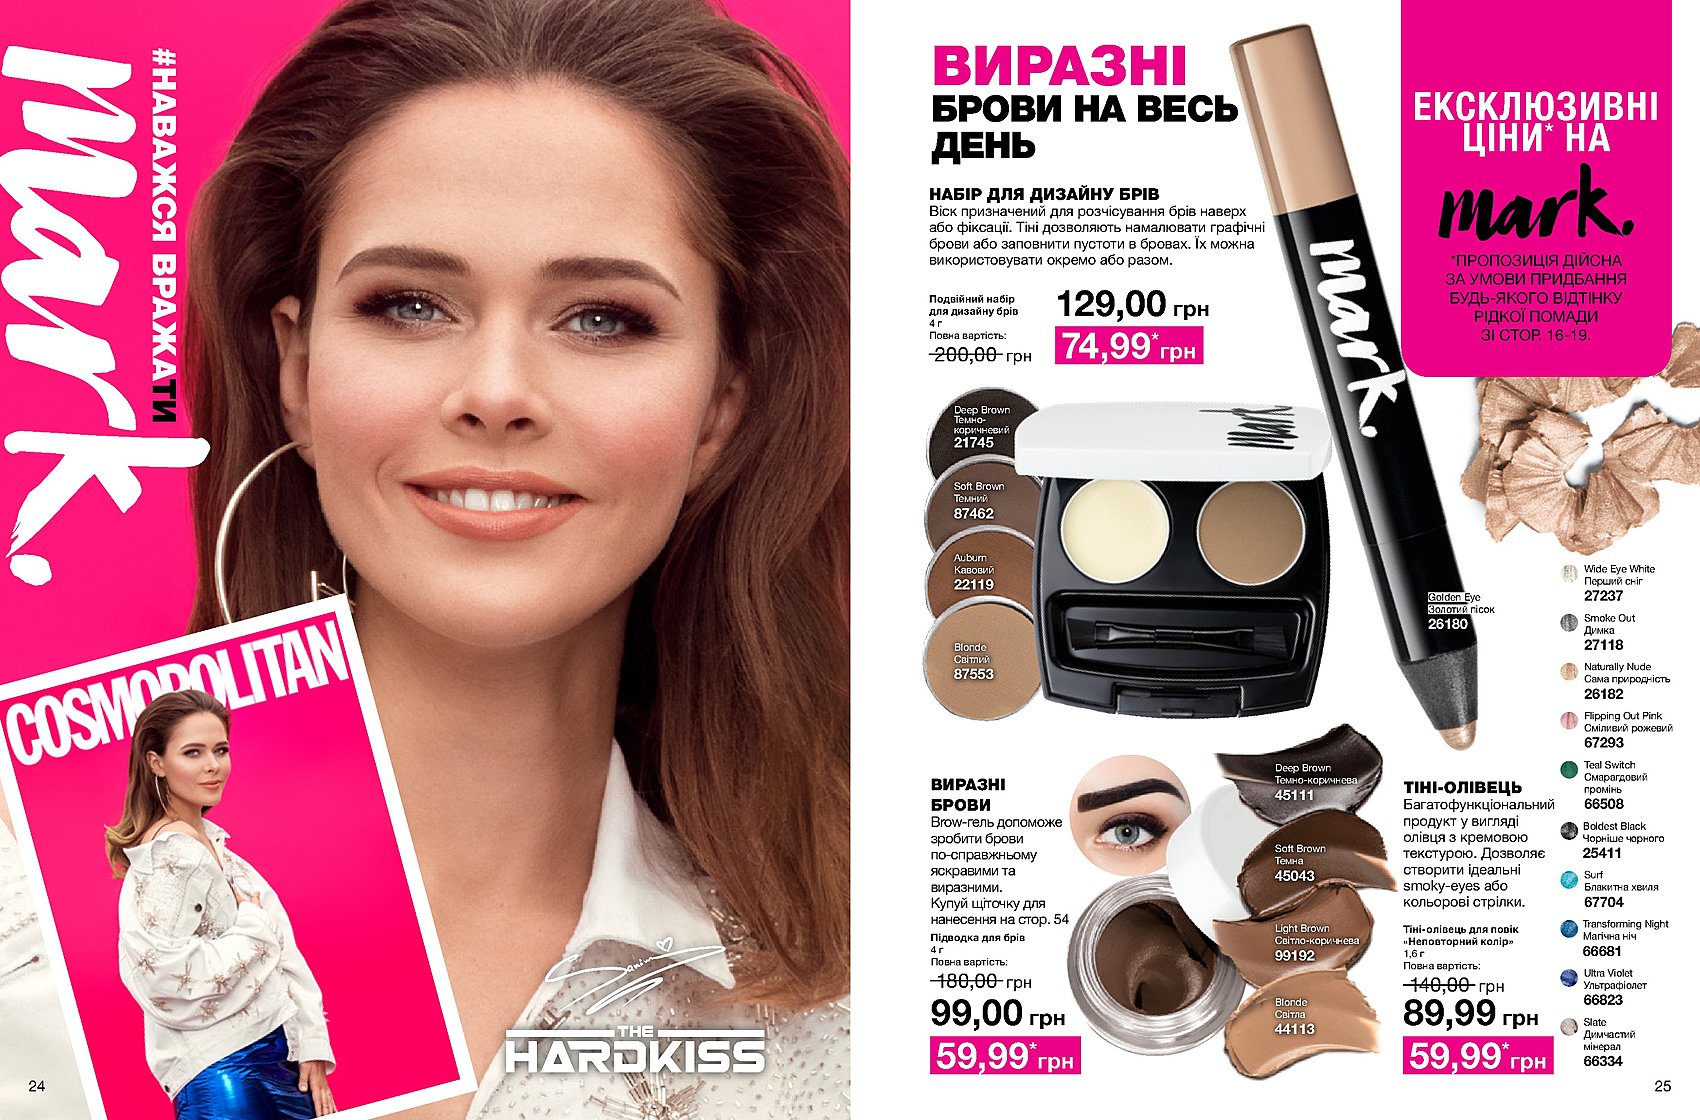 mark.
#НАВАЖСЯ ВРАЖАТИ
COSMOPOLITAN
THE
HARDKISS
24
ВИРАЗНІ
БРОВИ НА ВЕСЬ
ДЕНЬ
НАБІР ДЛЯ ДИЗАЙНУ БРІВ
Віск призначений для розчісування брів наверх
або фіксації. Тіні дозволяють намалювати графічні
брови або заповнити пустоти в бровах. Їх можна
використовувати окремо або разом.
Подвійний набір
для дизайну брів
4 г
Повна вартість:
200,00 грн
129,00 грн
74,99* грн
Deep Brown
Темно-
коричневий
21745
Soft Brown
Темний
87462
Auburn
Кавовий
22119
Blonde
Світлий
87553
mark.
mark.
Golden Eye
Золотий пісок
26180
ЕКСКЛЮЗИВНІ
ЦІНИ* НА
mark.
*ПРОПОЗИЦІЯ ДІЙСНА
ЗА УМОВИ ПРИДБАННЯ
БУДЬ-ЯКОГО ВІДТІНКУ
РІДКОЇ ПОМАДИ
ЗІ СТОР. 16-19.
ВИРАЗНІ
БРОВИ
Brow-гель допоможе
зробити брови
по-справжньому
яскравими та
виразними.
Купуй щіточку для
нанесення на стор. 54
Підводка для брів
4 г
Повна вартість:
180,00 грн
99,00 грн
59,99* грн
Deep Brown
Темно-коричнева
45111
Soft Brown
Темна
45043
Light Brown
Світло-коричнева
99192
Blonde
Світла
44113
ТІНІ-ОЛІВЕЦЬ
Багатофункціональний
продукт у вигляді
олівця з кремовою
текстурою. Дозволяє
створити ідеальні
smoky-eyes або
кольорові стрілки.
Тіні-олівець для повік
«Неповторний колір»
1,6 г
Повна вартість:
140,00 грн
89,99 грн
59,99* грн
Wide Eye White
Перший сніг
27237
Smoke Out
Димка
27118
Naturally Nude
Сама природність
26182
Flipping Out Pink
Сміливий рожевий
67293
Teal Switch
Смарагдовий
промінь
66508
Boldest Black
Чорніше чорного
25411
Surf
Блакитна хвиля
67704
Transforming Night
Магічна ніч
66681
Ultra Violet
Ультрафіолет
66823
Slate
Димчастий
мінерал
66334
25